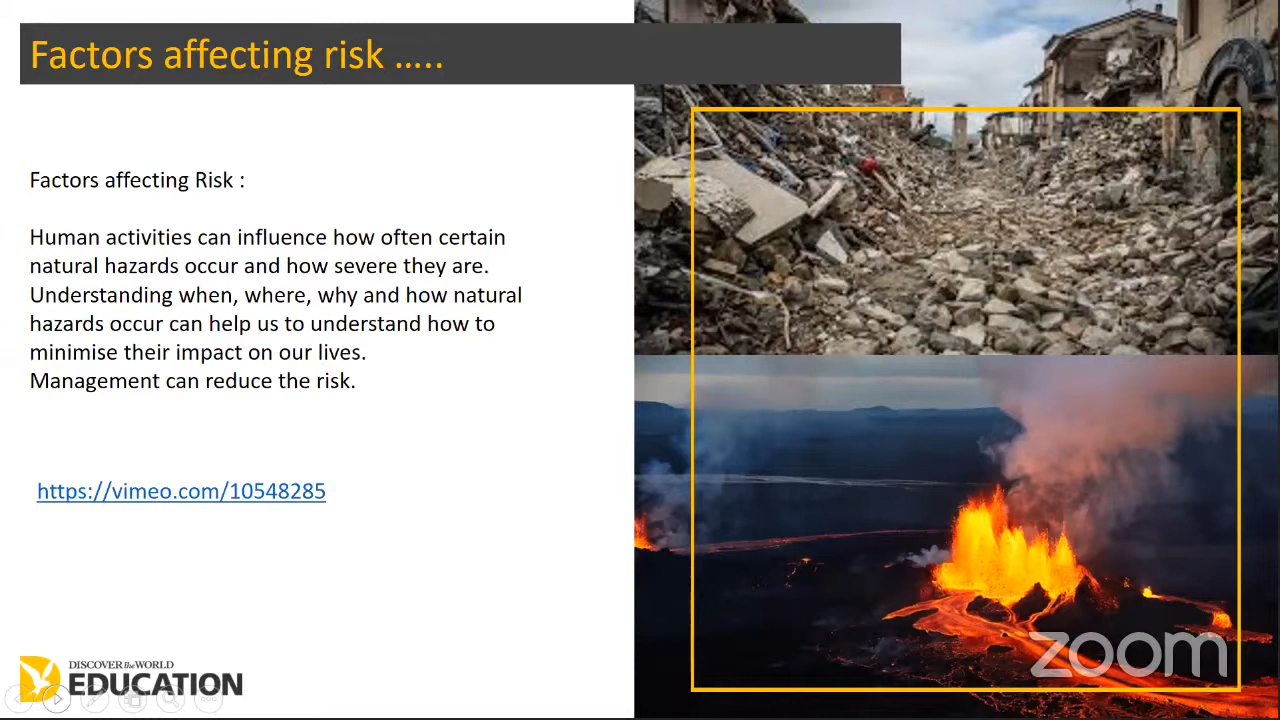 Factors affecting risk …..
Factors affecting Risk :
Human activities can influence how often certain
natural hazards occur and how severe they are.
Understanding when, where, why and how natural
hazards occur can help us to understand how to
minimise their impact on our lives.
Management can reduce the risk.
https://vimeo.com/10548285
DISCOVER the WORLD
EDUCATION
zoom